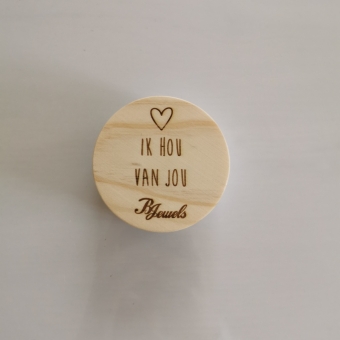 IK HOU
VAN JOU
BJewels